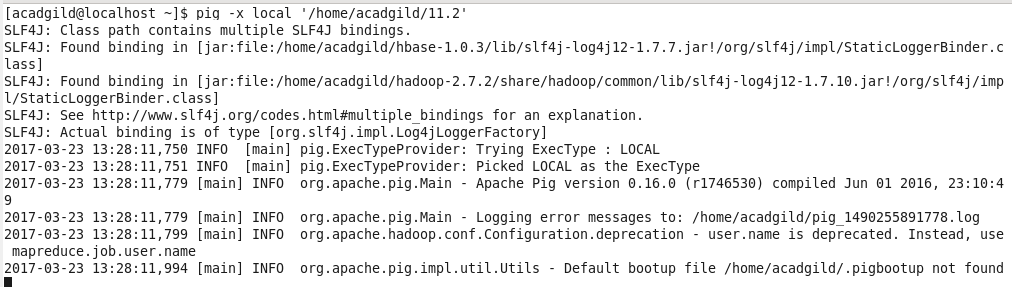 [acadgild@localhost ~]$ pig -x local '/home/acadgild/11.2'
SLF4J: Class path contains multiple SLF4J bindings.
SLF4J: Found binding in [jar:file:/home/acadgild/hbase-1.0.3/lib/slf4j-log4j12-1.7.7.jar!/org/slf4j/impl/StaticLoggerBinder.c
lass]
SLF4J: Found binding in [jar:file:/home/acadgild/hadoop-2.7.2/share/hadoop/common/lib/slf4j-log4j12-1.7.10.jar!/org/slf4j/imp
l/StaticLoggerBinder.class]
SLF4J: See http://www.slf4j.org/codes.html#multiple_bindings for an explanation.
SLF4J: Actual binding is of type [org.slf4j.impl.Log4jLoggerFactory]
2017-03-23 13:28:11,750 INFO  [main] pig.ExecTypeProvider: Trying ExecType : LOCAL
2017-03-23 13:28:11,751 INFO  [main] pig.ExecTypeProvider: Picked LOCAL as the ExecType
2017-03-23 13:28:11,779 [main] INFO  org.apache.pig.Main - Apache Pig version 0.16.0 (r1746530) compiled Jun 01 2016, 23:10:4
9
2017-03-23 13:28:11,779 [main] INFO  org.apache.pig.Main - Logging error messages to: /home/acadgild/pig_1490255891778.log
2017-03-23 13:28:11,799 [main] INFO  org.apache.hadoop.conf.Configuration.deprecation - user.name is deprecated. Instead, use
 mapreduce.job.user.name
2017-03-23 13:28:11,994 [main] INFO  org.apache.pig.impl.util.Utils - Default bootup file /home/acadgild/.pigbootup not found